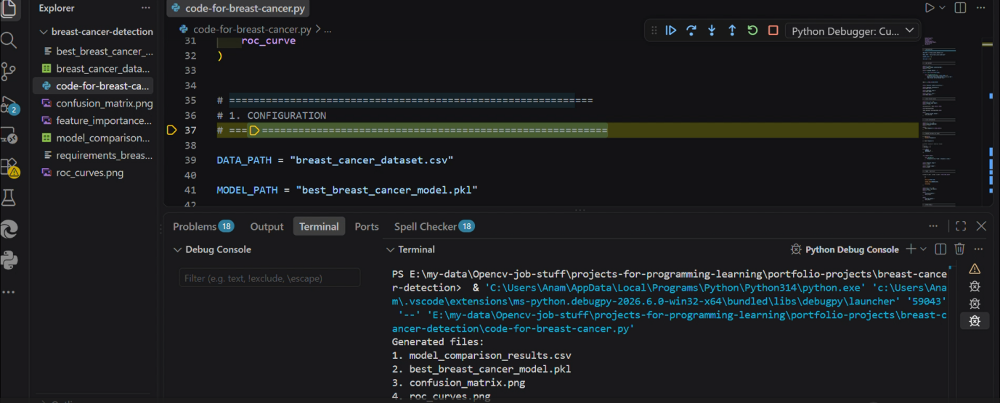 Explorer
breast-cancer-detection
best_breast_cancer_...
breast_cancer_data...
code-for-breast-ca...
confusion_matrix.png
feature_importance...
model_comparison...
requirements_breas...
roc_curves.png
2
code-for-breast-cancer.py
code-for-breast-cancer.py > ...
Python Debugger: Cu...
31 roc_curve
32 )
33
34
35 # ============================================================
36 # 1. CONFIGURATION
37 # ============================================================
38
39 DATA_PATH = "breast_cancer_dataset.csv"
40
41 MODEL_PATH = "best_breast_cancer_model.pkl"
42
Problems 18 Output Terminal Ports Spell Checker 18
Debug Console
Filter (e.g. text, !exclude, \escape)
Terminal
Python Debug Console
PS E:\my-data\Opencv-job-stuff\projects-for-programming-learning\portfolio-projects\breast-cance
r-detection> & 'C:\Users\Anam\AppData\Local\Programs\Python\Python314\python.exe' 'c:\Users\Ana
m\.vscode\extensions\ms-python.debugpy-2026.6.0-win32-x64\bundled\libs\debugpy\launcher' '59043'
'--' 'E:\my-data\Opencv-job-stuff\projects-for-programming-learning\portfolio-projects\breast-c
ancer-detection\code-for-breast-cancer.py'
Generated files:
1. model_comparison_results.csv
2. best_breast_cancer_model.pkl
3. confusion_matrix.png
4. roc_curves.png